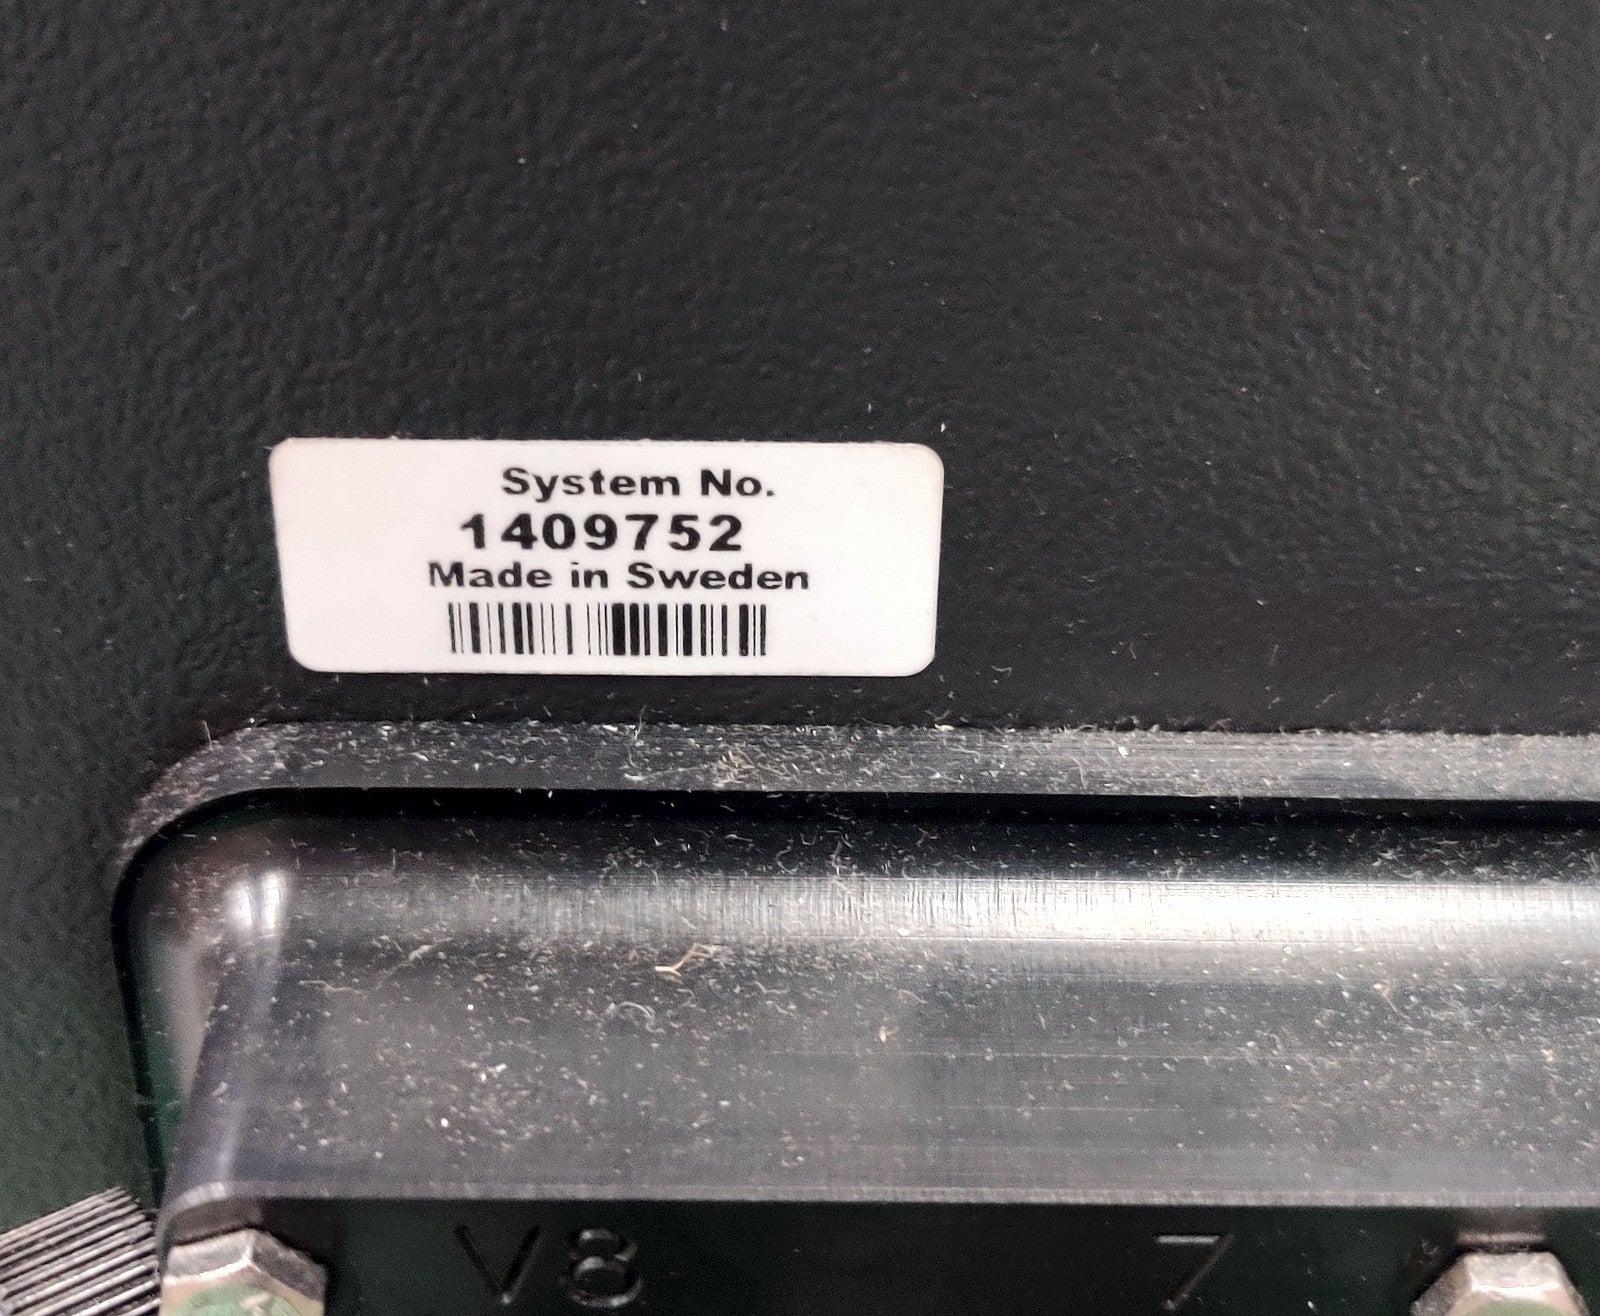 System No.
1409752
Made in Sweden
V8 7